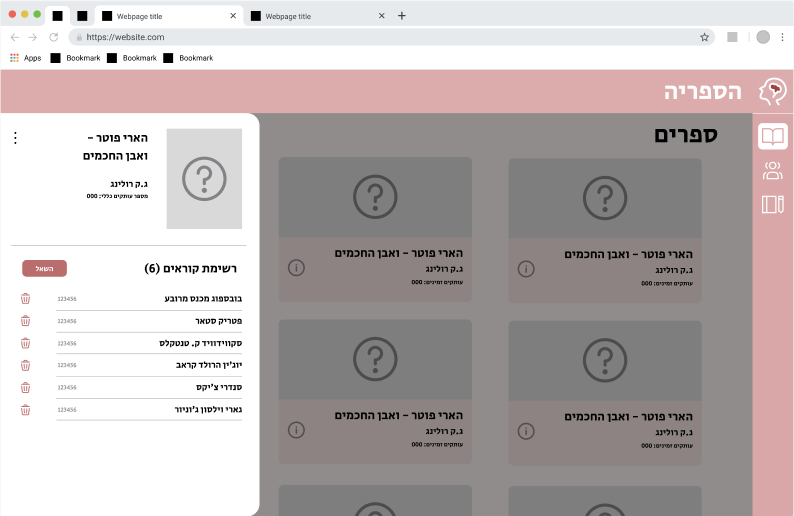 Webpage title
Webpage title
https://website.com
Apps
Bookmark
Bookmark
Bookmark
הספריה
ספרים
הארי פוטר -
ואבן החכמים
ג.ק רולינג
מספר עותקים כללי: 000
רשימת קוראים (6)
השאל
בובספוג מכנס מרובע 123456
פטריק סטאר 123456
סקווידוויד ק. טנטקלס 123456
יוג'ין הרולד קראב 123456
סנדרי צ'יקס 123456
גארי וילסון ג'וניור 123456
הארי פוטר - ואבן החכמים
ג.ק רולינג
עותקים זמינים: 000
הארי פוטר - ואבן החכמים
ג.ק רולינג
עותקים זמינים: 000
הארי פוטר - ואבן החכמים
ג.ק רולינג
עותקים זמינים: 000
הארי פוטר - ואבן החכמים
ג.ק רולינג
עותקים זמינים: 000